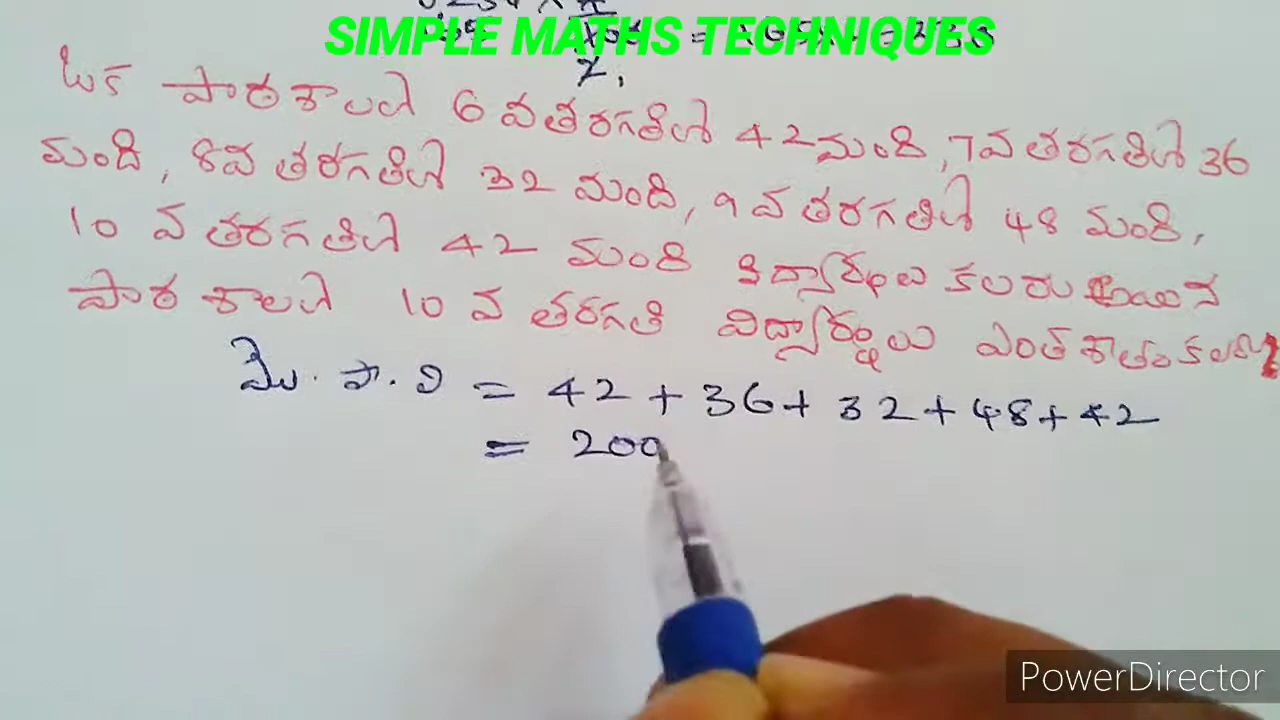 SIMPLE MATHS TECHNIQUES
ఒక పాఠశాలలో 6 వ తరగతిలో 42 మంది, 7 వ తరగతిలో 36
మంది, 8 వ తరగతిలో 32 మంది, 9 వ తరగతిలో 48 మంది,
10 వ తరగతిలో 42 మంది విద్యార్థులు కలరు అయిన
పాఠశాలలో 10 వ తరగతి విద్యార్థులు ఎంత శాతం కలరు
మొ. పా. వి = 42 + 36 + 32 + 48 + 42
= 200
PowerDirector